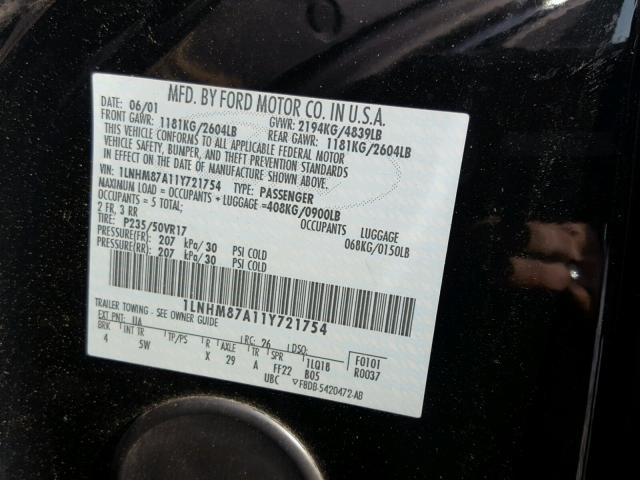 MFD. BY FORD MOTOR CO. IN U.S.A.
DATE: 06/01 GVWR: 2194KG/4839LB
FRONT GAWR: 1181KG/2604LB REAR GAWR: 1181KG/2604LB
THIS VEHICLE CONFORMS TO ALL APPLICABLE FEDERAL MOTOR
VEHICLE SAFETY, BUMPER, AND THEFT PREVENTION STANDARDS
IN EFFECT ON THE DATE OF MANUFACTURE SHOWN ABOVE.
VIN: 1LNHM87A11Y721754 TYPE: PASSENGER
MAXIMUM LOAD = OCCUPANTS + LUGGAGE = 408KG/0900LB
OCCUPANTS = 5 TOTAL: OCCUPANTS LUGGAGE
2 FR, 3 RR 068KG/0150LB
TIRE: P235/50VR17
PRESSURE(FR): 207 kPa/30 PSI COLD
PRESSURE(RR): 207 kPa/30 PSI COLD
1LNHM87A11Y721754
TRAILER TOWING - SEE OWNER GUIDE
EXT PNT: UA RC: 26 DSO: F0101
BRK INT TR TP/PS R AXLE TR SPR 1LQ18 R0037
4 5W X 29 A FF22 B05
UBC ▽F8DB-5420472-AB